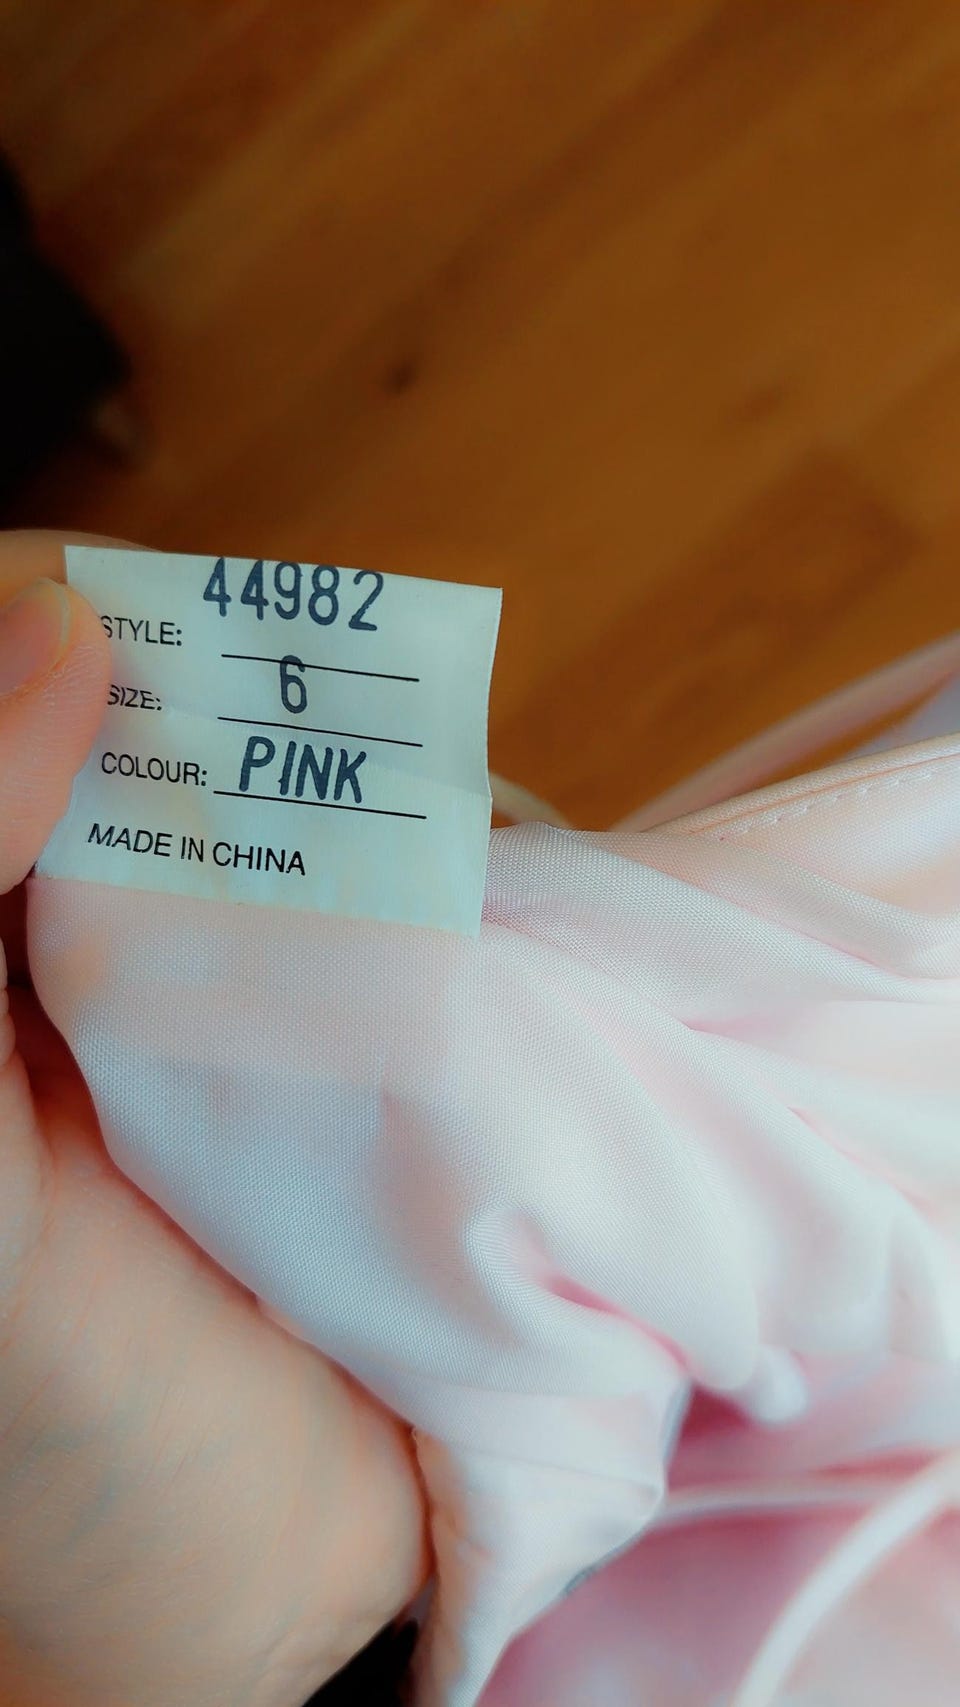 STYLE: 44982
SIZE: 6
COLOUR: PINK
MADE IN CHINA